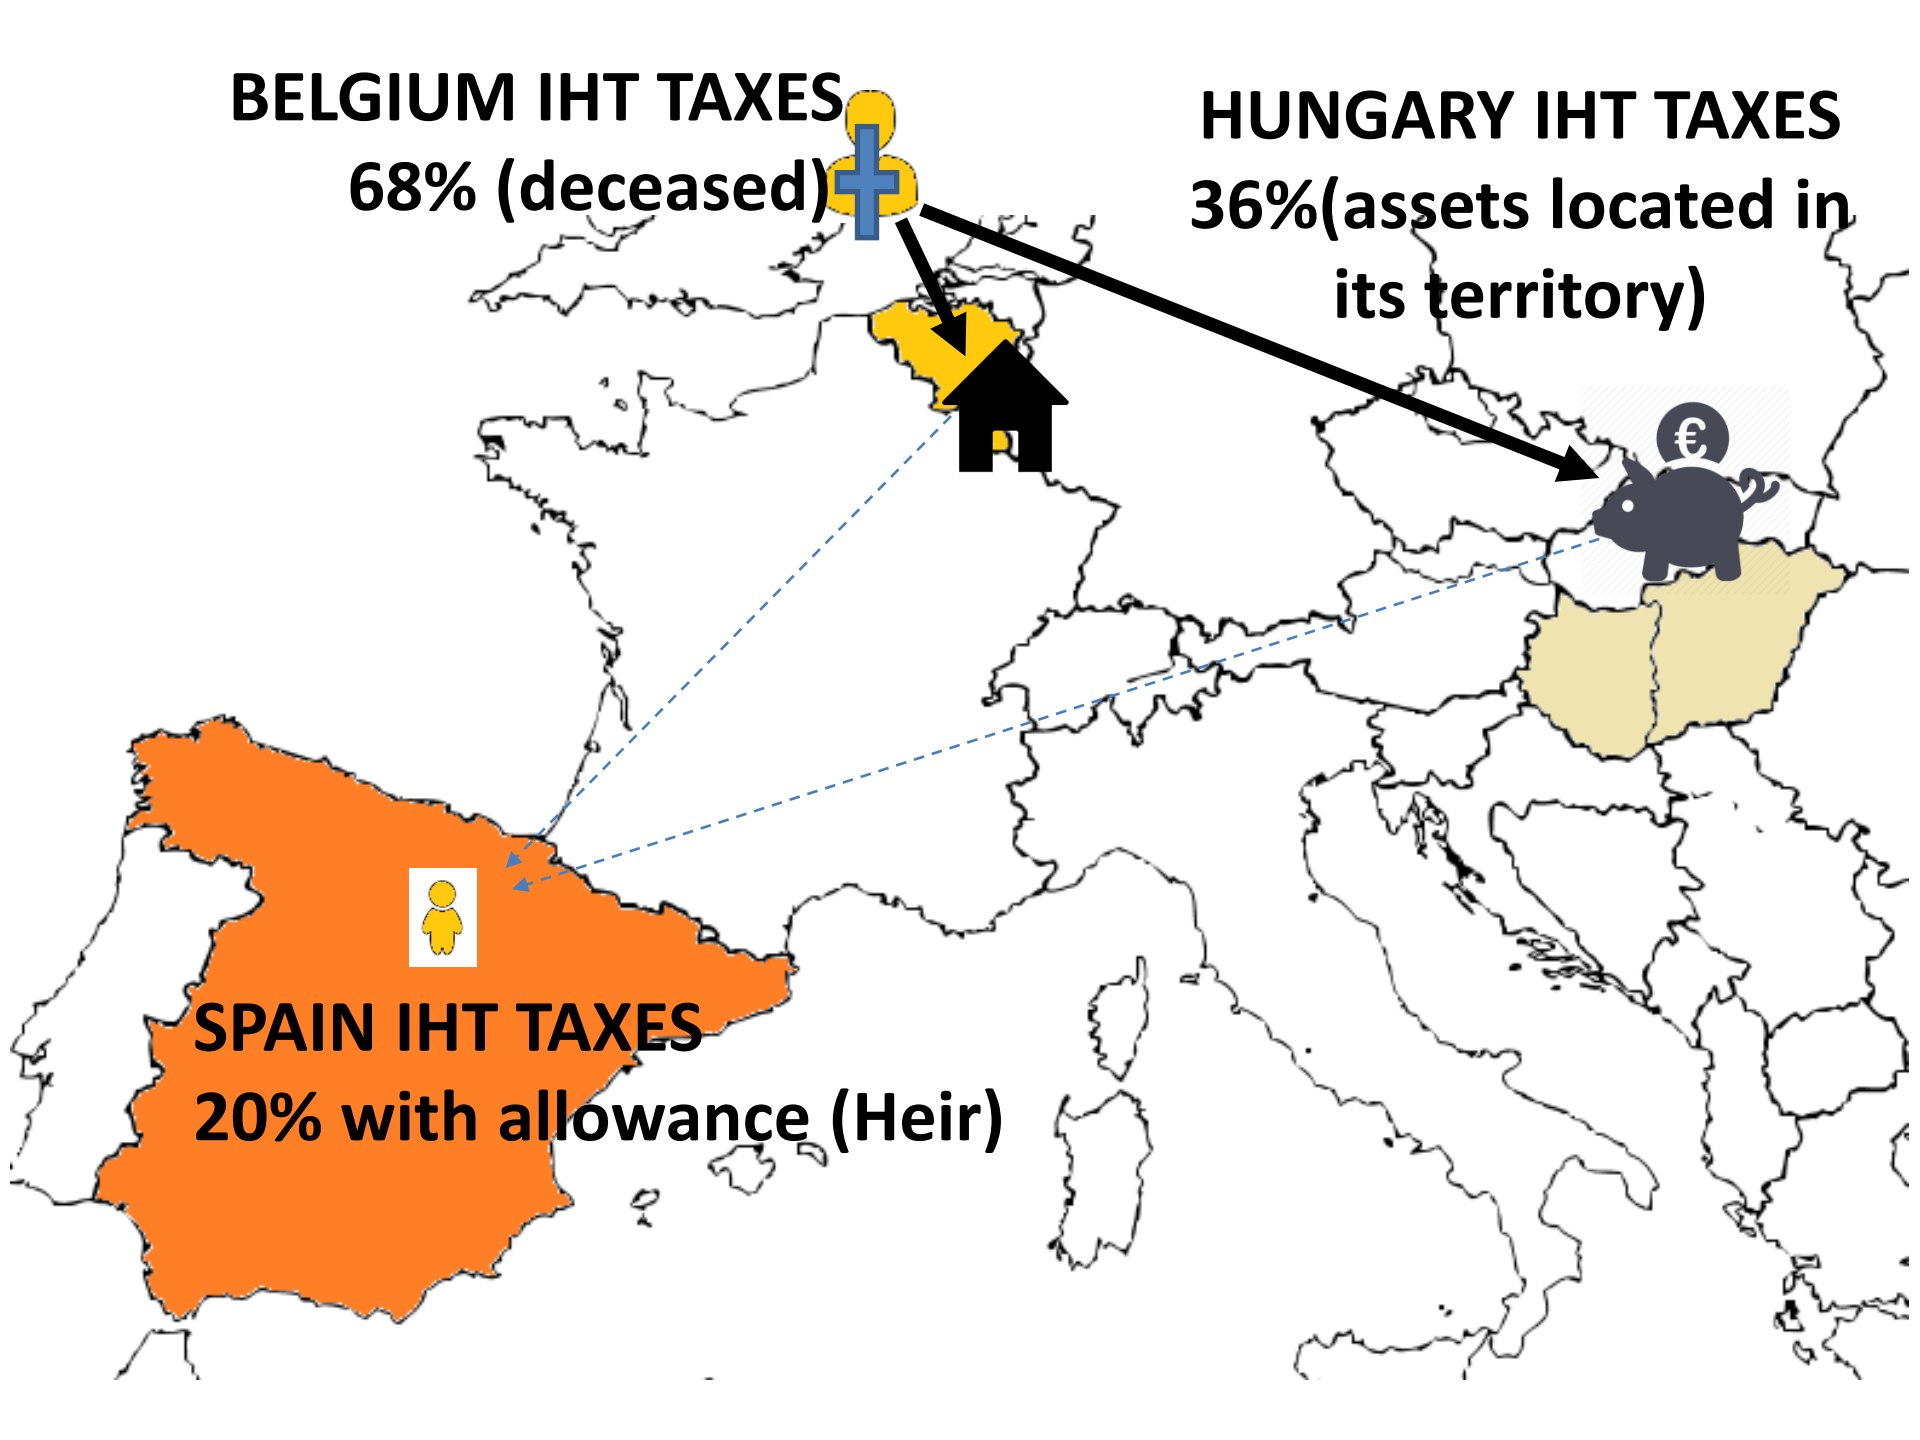 BELGIUM IHT TAXES
68% (deceased)
HUNGARY IHT TAXES
36%(assets located in
its territory)
€
SPAIN IHT TAXES
20% with allowance (Heir)